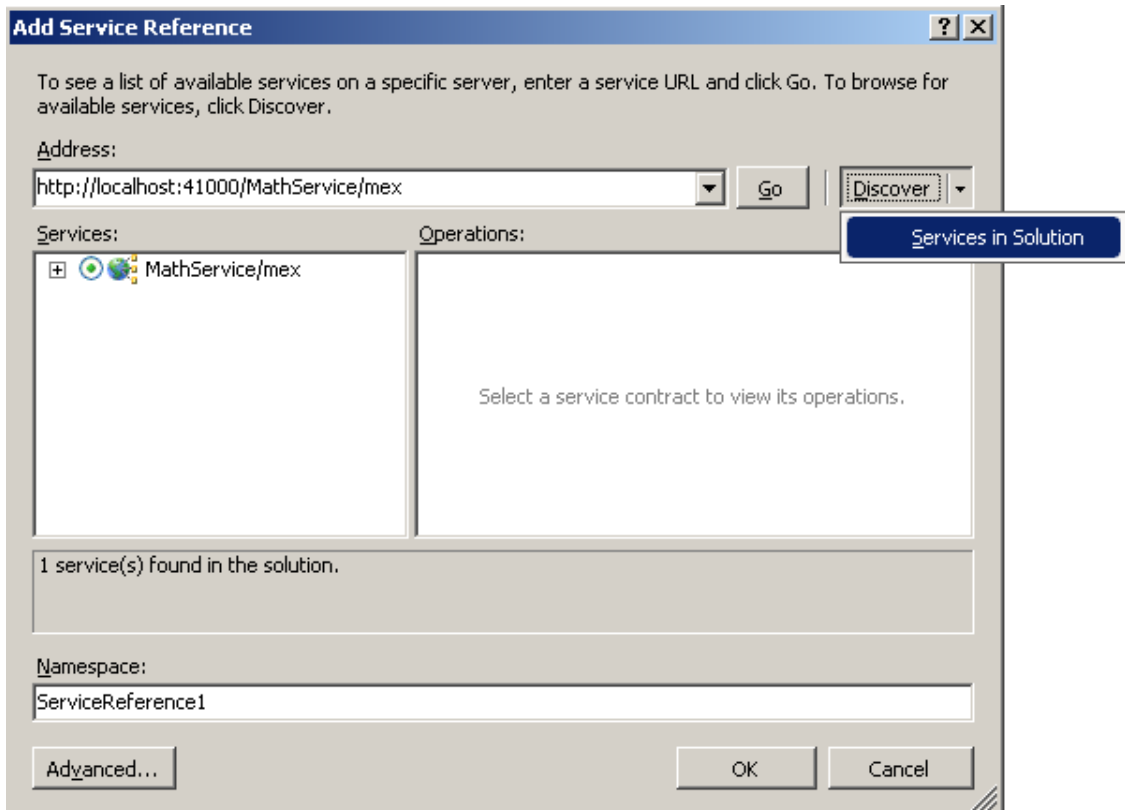 Add Service Reference
To see a list of available services on a specific server, enter a service URL and click Go. To browse for
available services, click Discover.
Address:
http://localhost:41000/MathService/mex
Go
Discover
Services in Solution
Services:
Operations:
MathService/mex
Select a service contract to view its operations.
1 service(s) found in the solution.
Namespace:
ServiceReference1
Advanced...
OK
Cancel